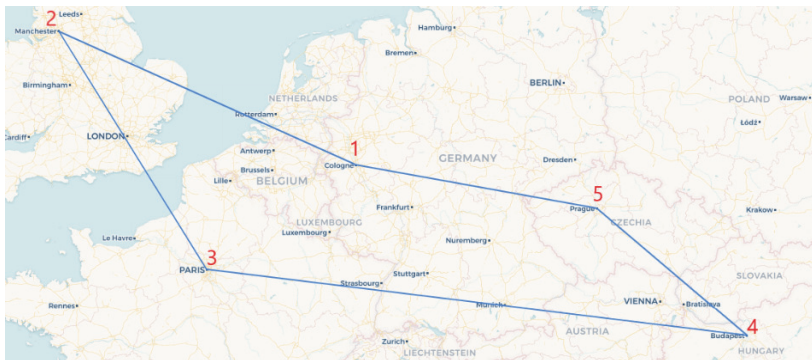 2
Leeds
Manchester
Hamburg
Bremen
Birmingham
BERLIN
NETHERLANDS
POLAND
Warsaw
Rotterdam
Łódź
Cardiff
LONDON
1
Antwerp
GERMANY
Dresden
Cologne
Brussels
Lille
BELGIUM
5
Prague
Frankfurt
Krakow
CZECHIA
LUXEMBOURG
Luxembourg
Le Havre
Nuremberg
3
PARIS
Stuttgart
Strasbourg
SLOVAKIA
Rennes
Munich
VIENNA
Bratislava
4
AUSTRIA
Budapest
Zurich
LIECHTENSTEIN
HUNGARY